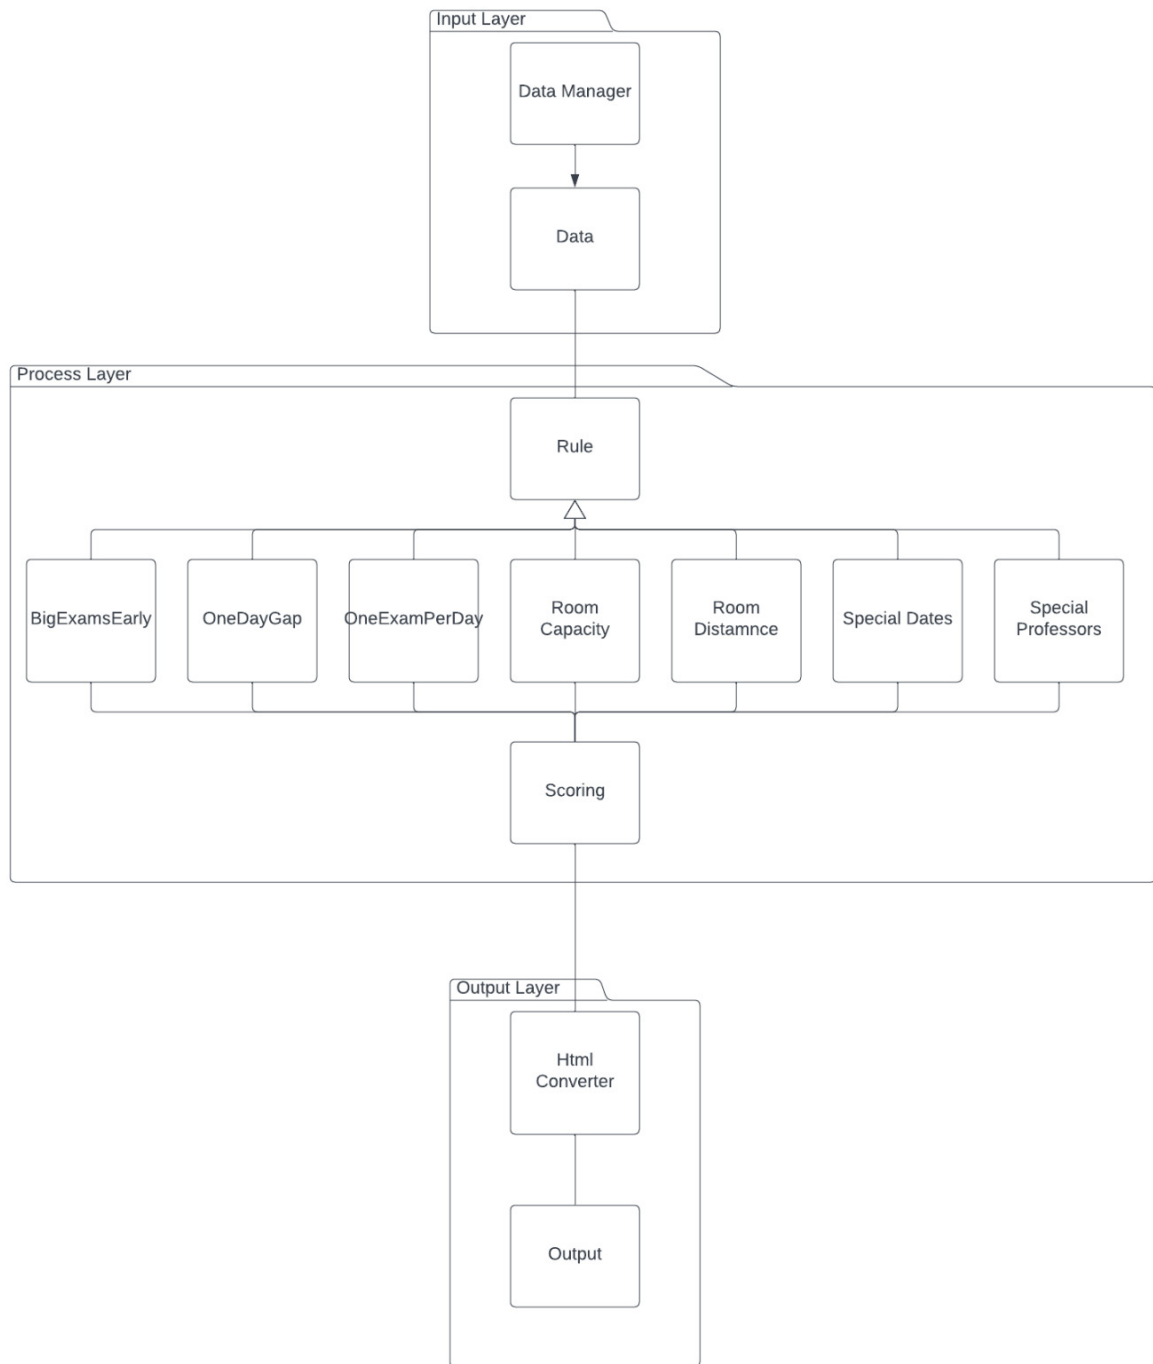 Input Layer
Data Manager
Data
Process Layer
Rule
BigExamsEarly
OneDayGap
OneExamPerDay
Room
Capacity
Room
Distamnce
Special Dates
Special
Professors
Scoring
Output Layer
Html
Converter
Output